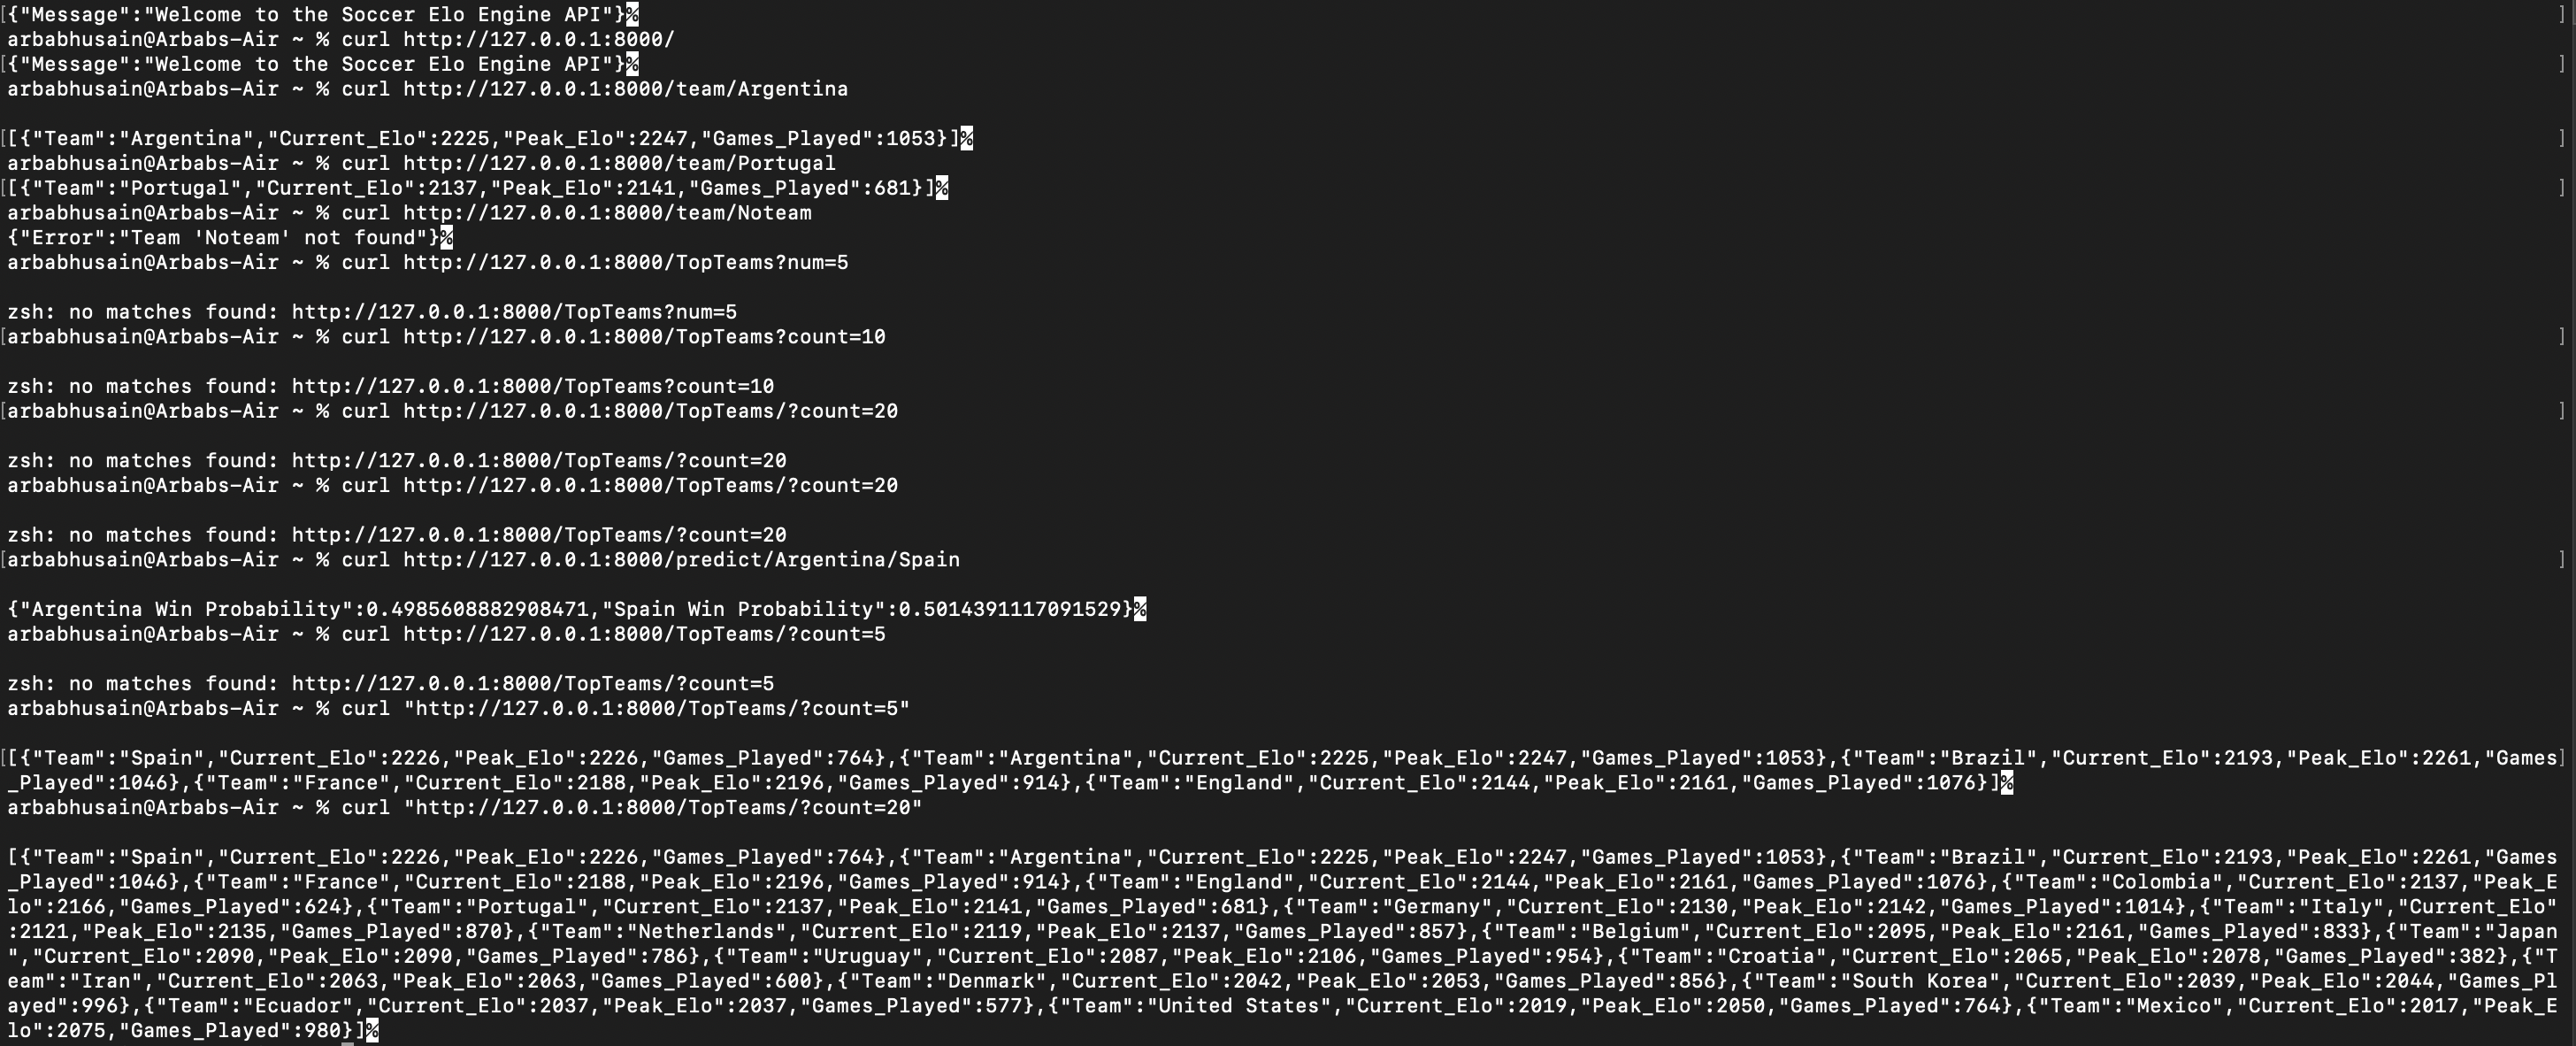 [{"Message":"Welcome to the Soccer Elo Engine API"}% ]
arbabhusain@Arbabs-Air ~ % curl http://127.0.0.1:8000/
[{"Message":"Welcome to the Soccer Elo Engine API"}% ]
arbabhusain@Arbabs-Air ~ % curl http://127.0.0.1:8000/team/Argentina
[[{"Team":"Argentina","Current_Elo":2225,"Peak_Elo":2247,"Games_Played":1053}]% ]
arbabhusain@Arbabs-Air ~ % curl http://127.0.0.1:8000/team/Portugal
[[{"Team":"Portugal","Current_Elo":2137,"Peak_Elo":2141,"Games_Played":681}]% ]
arbabhusain@Arbabs-Air ~ % curl http://127.0.0.1:8000/team/Noteam
{"Error":"Team 'Noteam' not found"}%
arbabhusain@Arbabs-Air ~ % curl http://127.0.0.1:8000/TopTeams?num=5
zsh: no matches found: http://127.0.0.1:8000/TopTeams?num=5
[arbabhusain@Arbabs-Air ~ % curl http://127.0.0.1:8000/TopTeams?count=10 ]
zsh: no matches found: http://127.0.0.1:8000/TopTeams?count=10
[arbabhusain@Arbabs-Air ~ % curl http://127.0.0.1:8000/TopTeams/?count=20 ]
zsh: no matches found: http://127.0.0.1:8000/TopTeams/?count=20
arbabhusain@Arbabs-Air ~ % curl http://127.0.0.1:8000/TopTeams/?count=20
zsh: no matches found: http://127.0.0.1:8000/TopTeams/?count=20
[arbabhusain@Arbabs-Air ~ % curl http://127.0.0.1:8000/predict/Argentina/Spain ]
{"Argentina Win Probability":0.4985608882908471,"Spain Win Probability":0.5014391117091529}%
arbabhusain@Arbabs-Air ~ % curl http://127.0.0.1:8000/TopTeams/?count=5
zsh: no matches found: http://127.0.0.1:8000/TopTeams/?count=5
arbabhusain@Arbabs-Air ~ % curl "http://127.0.0.1:8000/TopTeams/?count=5"
[[{"Team":"Spain","Current_Elo":2226,"Peak_Elo":2226,"Games_Played":764},{"Team":"Argentina","Current_Elo":2225,"Peak_Elo":2247,"Games_Played":1053},{"Team":"Brazil","Current_Elo":2193,"Peak_Elo":2261,"Games]
_Played":1046},{"Team":"France","Current_Elo":2188,"Peak_Elo":2196,"Games_Played":914},{"Team":"England","Current_Elo":2144,"Peak_Elo":2161,"Games_Played":1076}]%
arbabhusain@Arbabs-Air ~ % curl "http://127.0.0.1:8000/TopTeams/?count=20"
[{"Team":"Spain","Current_Elo":2226,"Peak_Elo":2226,"Games_Played":764},{"Team":"Argentina","Current_Elo":2225,"Peak_Elo":2247,"Games_Played":1053},{"Team":"Brazil","Current_Elo":2193,"Peak_Elo":2261,"Games
_Played":1046},{"Team":"France","Current_Elo":2188,"Peak_Elo":2196,"Games_Played":914},{"Team":"England","Current_Elo":2144,"Peak_Elo":2161,"Games_Played":1076},{"Team":"Colombia","Current_Elo":2137,"Peak_E
lo":2166,"Games_Played":624},{"Team":"Portugal","Current_Elo":2137,"Peak_Elo":2141,"Games_Played":681},{"Team":"Germany","Current_Elo":2130,"Peak_Elo":2142,"Games_Played":1014},{"Team":"Italy","Current_Elo"
:2121,"Peak_Elo":2135,"Games_Played":870},{"Team":"Netherlands","Current_Elo":2119,"Peak_Elo":2137,"Games_Played":857},{"Team":"Belgium","Current_Elo":2095,"Peak_Elo":2161,"Games_Played":833},{"Team":"Japan
","Current_Elo":2090,"Peak_Elo":2090,"Games_Played":786},{"Team":"Uruguay","Current_Elo":2087,"Peak_Elo":2106,"Games_Played":954},{"Team":"Croatia","Current_Elo":2065,"Peak_Elo":2078,"Games_Played":382},{"T
eam":"Iran","Current_Elo":2063,"Peak_Elo":2063,"Games_Played":600},{"Team":"Denmark","Current_Elo":2042,"Peak_Elo":2053,"Games_Played":856},{"Team":"South Korea","Current_Elo":2039,"Peak_Elo":2044,"Games_Pl
ayed":996},{"Team":"Ecuador","Current_Elo":2037,"Peak_Elo":2037,"Games_Played":577},{"Team":"United States","Current_Elo":2019,"Peak_Elo":2050,"Games_Played":764},{"Team":"Mexico","Current_Elo":2017,"Peak_E
lo":2075,"Games_Played":980}]%